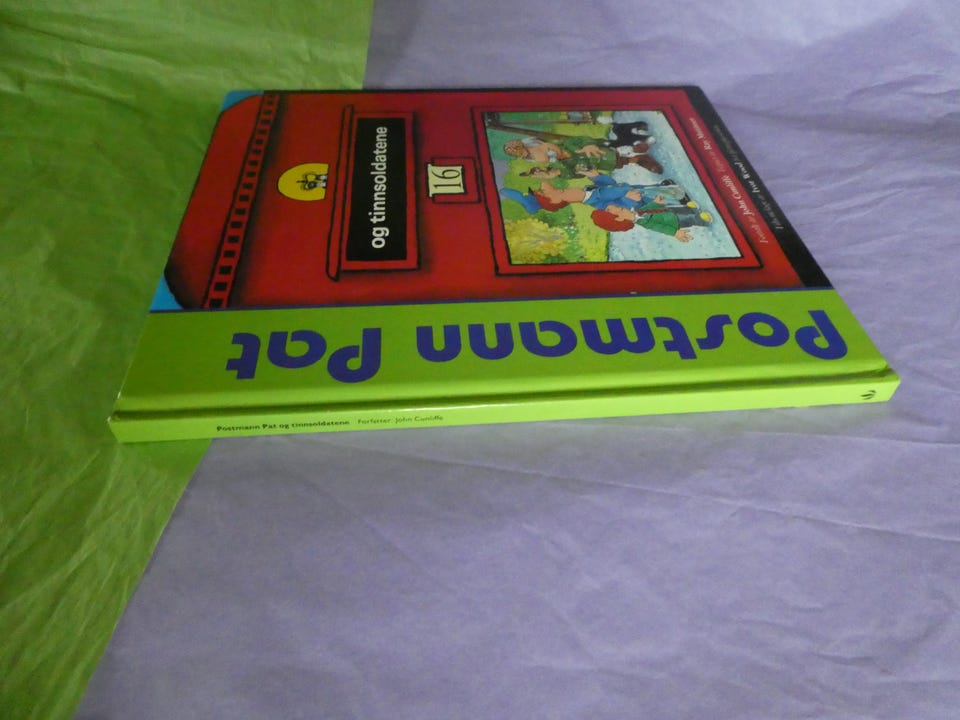 Postmann Pat
og tinnsoldatene
16
Postmann Pat og tinnsoldatene Forfatter John Cunliffe